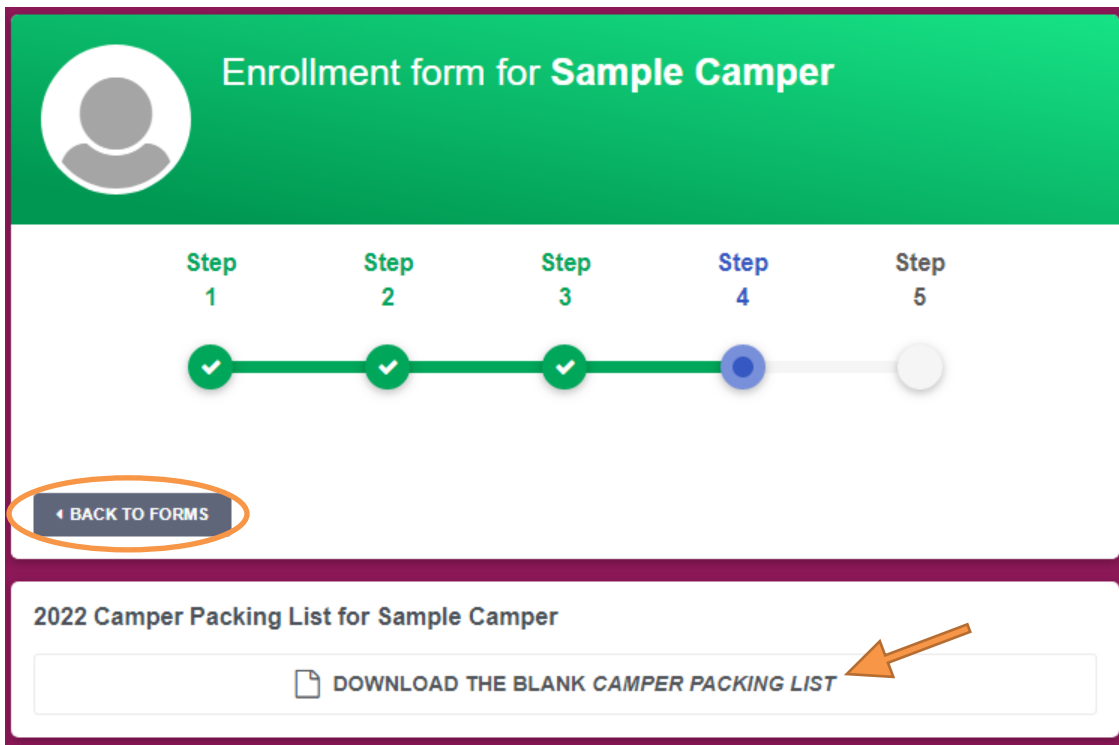 Enrollment form for Sample Camper
Step Step Step Step Step
1 2 3 4 5
BACK TO FORMS
2022 Camper Packing List for Sample Camper
DOWNLOAD THE BLANK CAMPER PACKING LIST